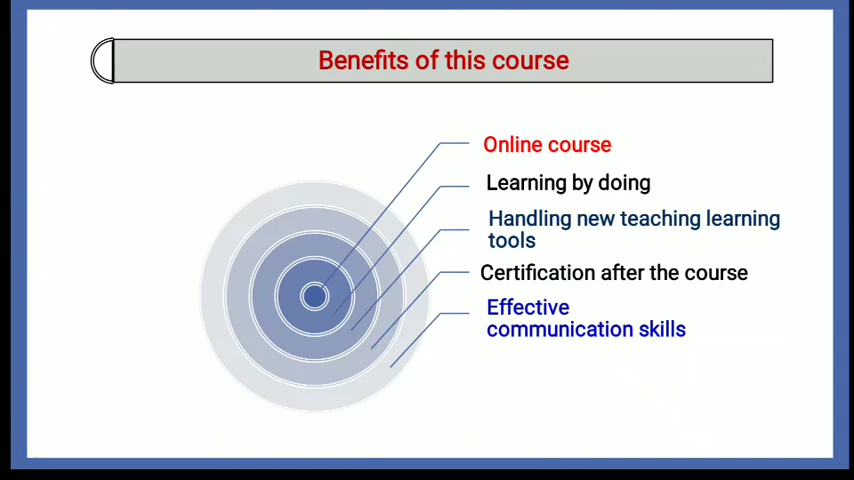 Benefits of this course
Online course
Learning by doing
Handling new teaching learning
tools
Certification after the course
Effective
communication skills